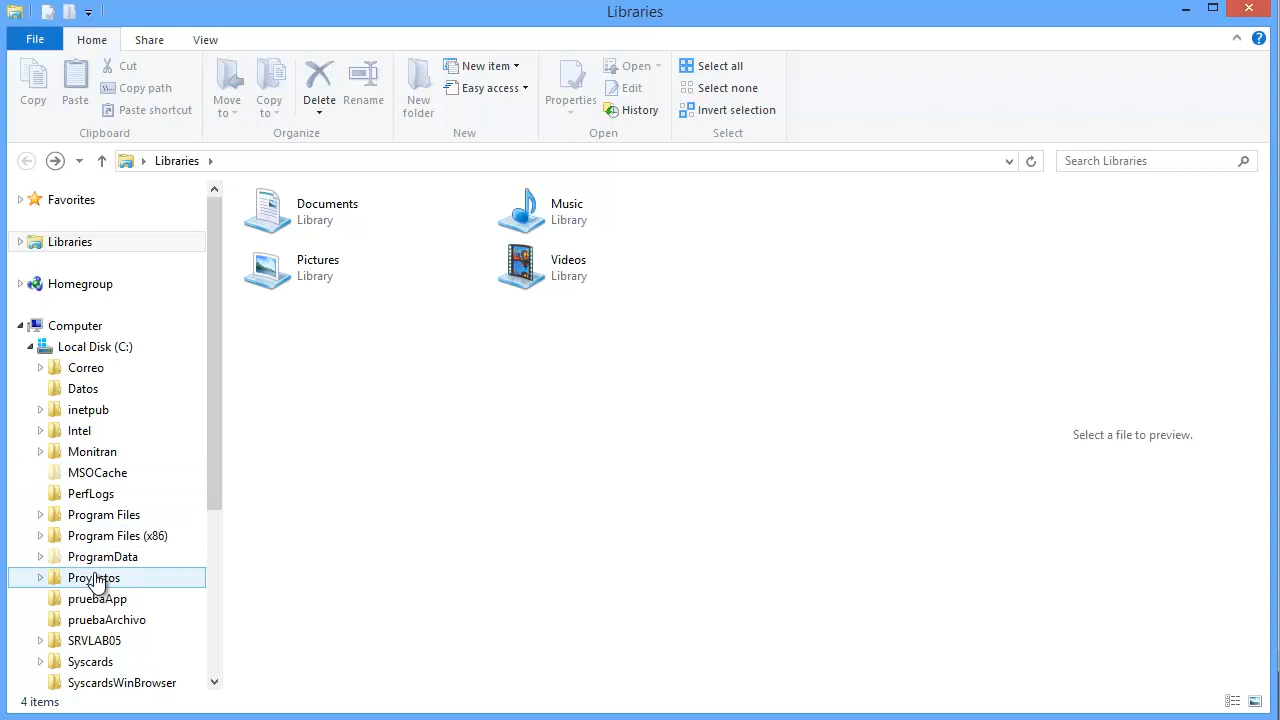 Libraries
File Home Share View
Copy
Paste
Cut
Copy path
Paste shortcut
Clipboard
Move to
Copy to
Delete
Rename
Organize
New folder
New item
Easy access
New
Properties
Open
Edit
History
Open
Select all
Select none
Invert selection
Select
Libraries
Search Libraries
Favorites
Libraries
Homegroup
Computer
Local Disk (C:)
Correo
Datos
inetpub
Intel
Monitran
MSOCache
PerfLogs
Program Files
Program Files (x86)
ProgramData
pruebaApp
pruebaArchivo
SRVLAB05
Syscards
SyscardsWinBrowser
Documents
Library
Music
Library
Pictures
Library
Videos
Library
Select a file to preview.
4 items